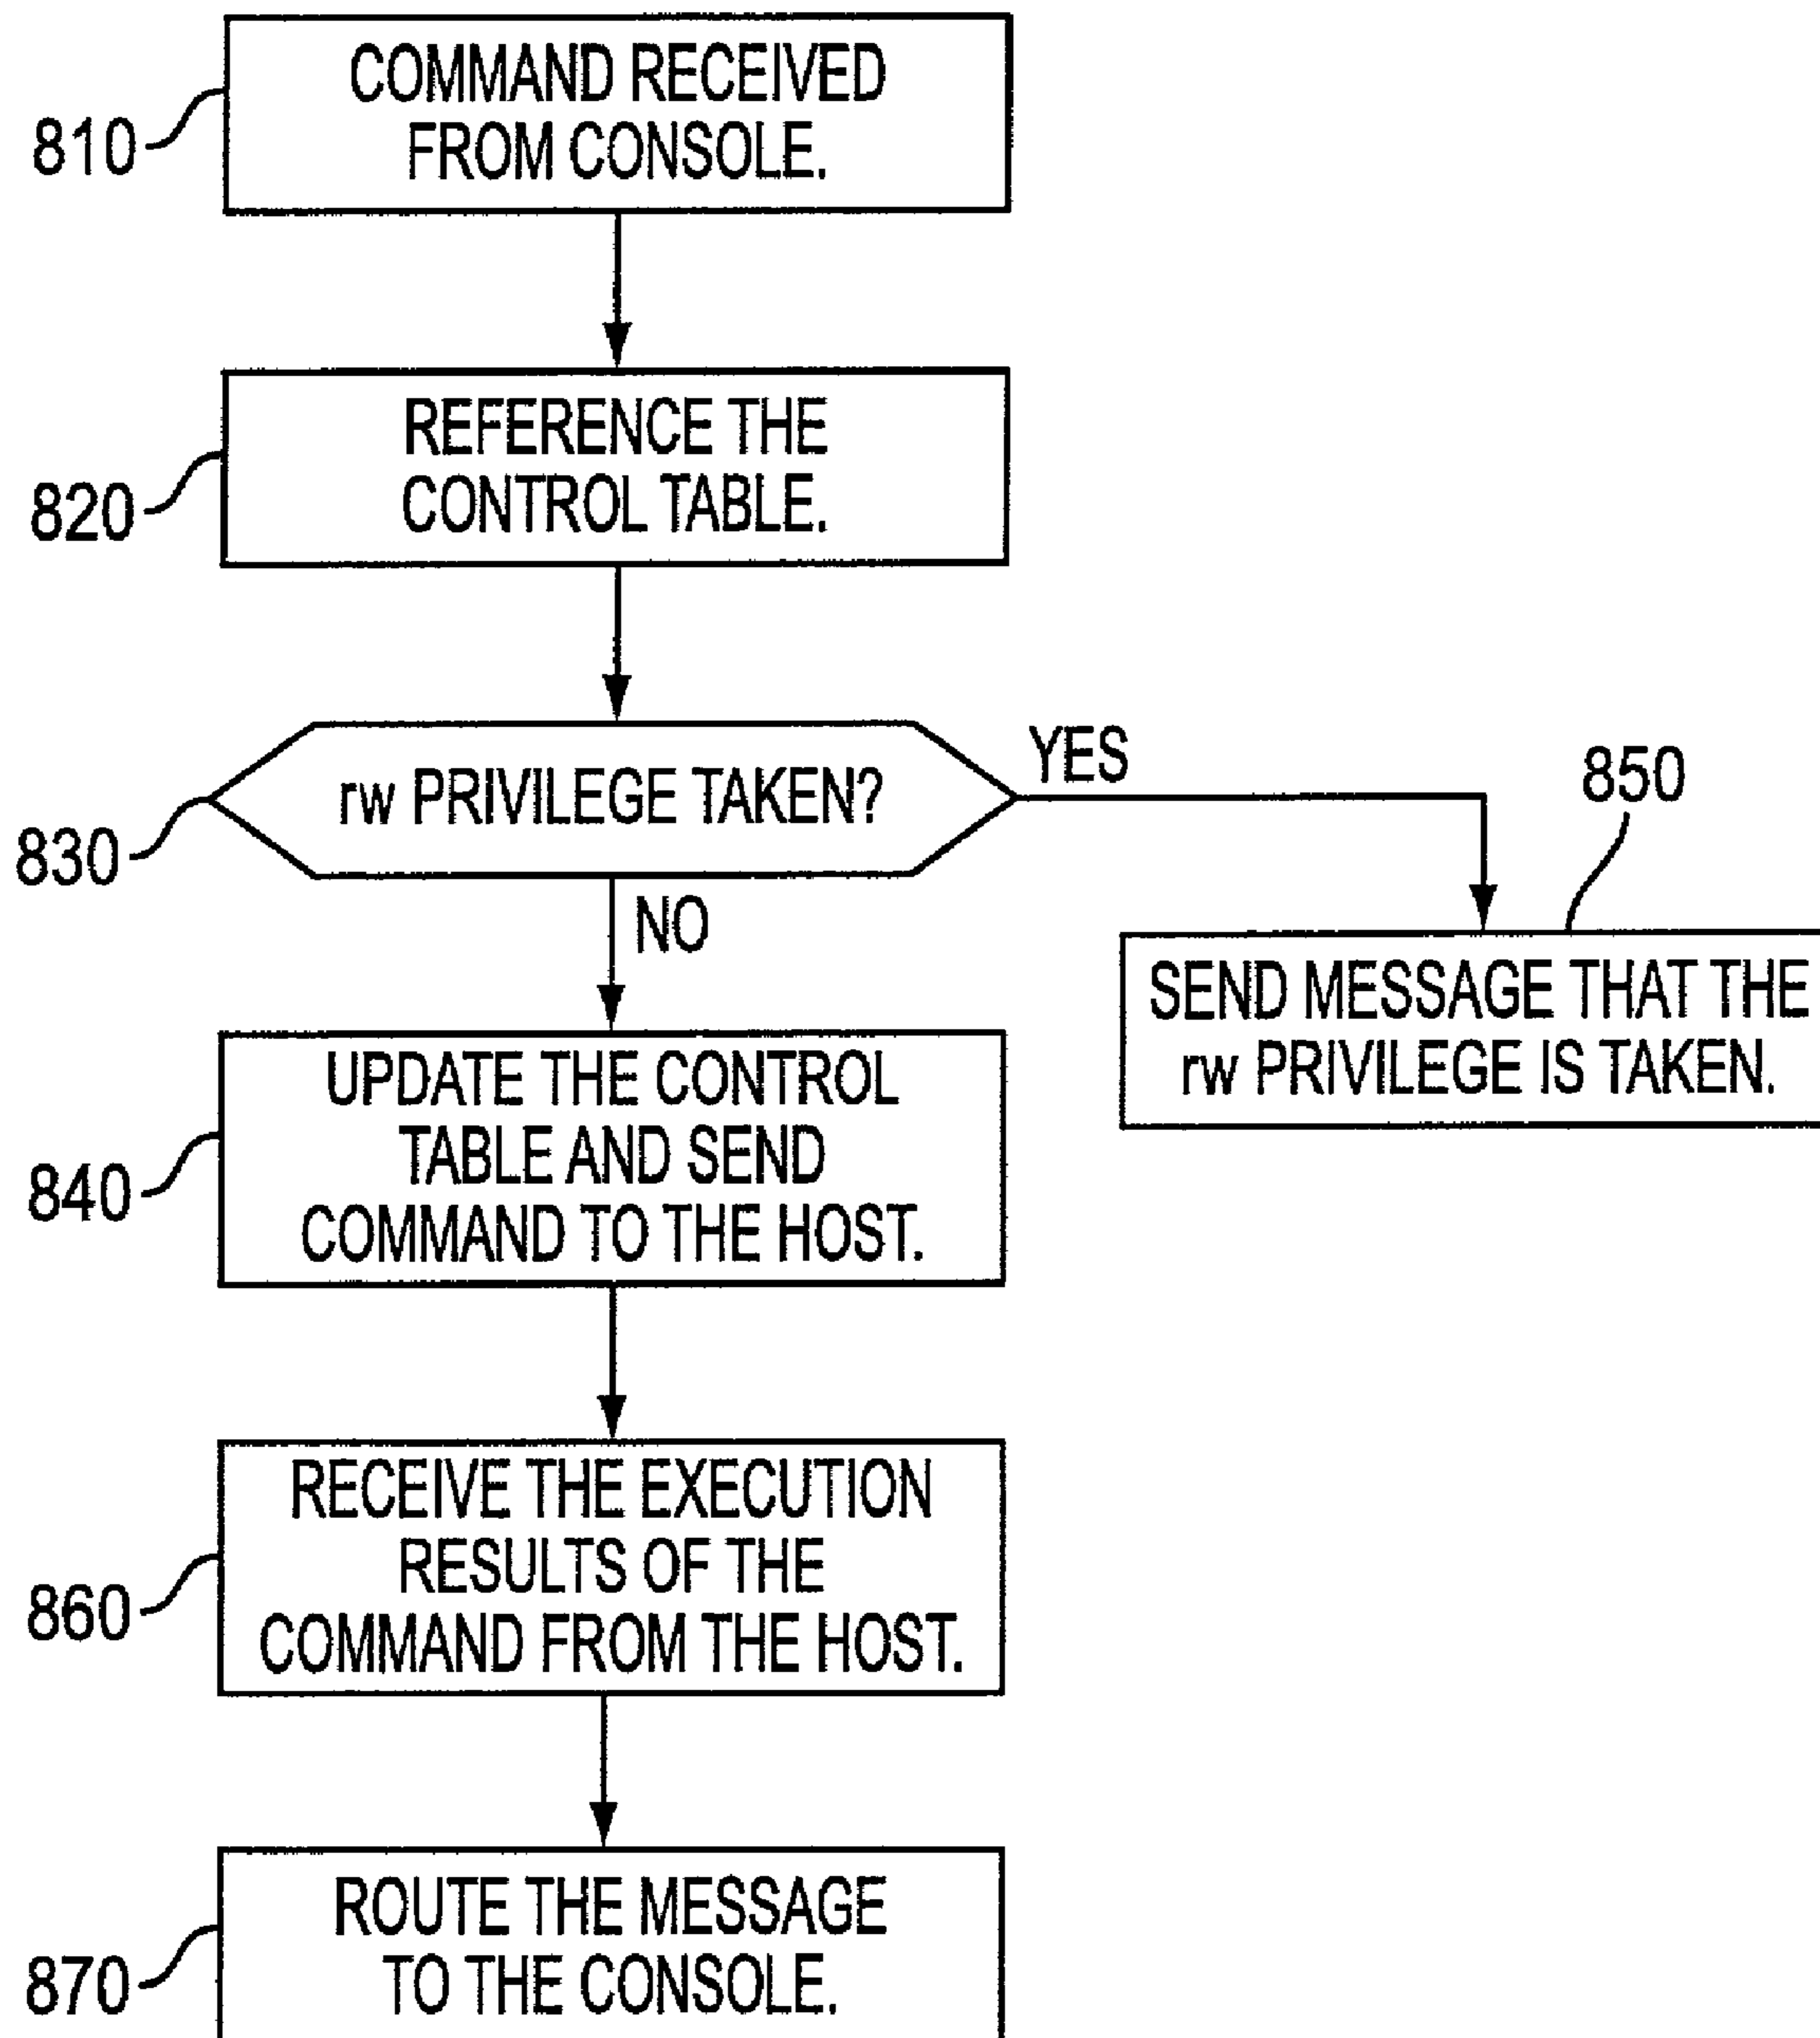 COMMAND RECEIVED
FROM CONSOLE.
810
REFERENCE THE
CONTROL TABLE.
820
rw PRIVILEGE TAKEN?
830
YES
NO
850
SEND MESSAGE THAT THE
rw PRIVILEGE IS TAKEN.
UPDATE THE CONTROL
TABLE AND SEND
COMMAND TO THE HOST.
840
RECEIVE THE EXECUTION
RESULTS OF THE
COMMAND FROM THE HOST.
860
ROUTE THE MESSAGE
TO THE CONSOLE.
870